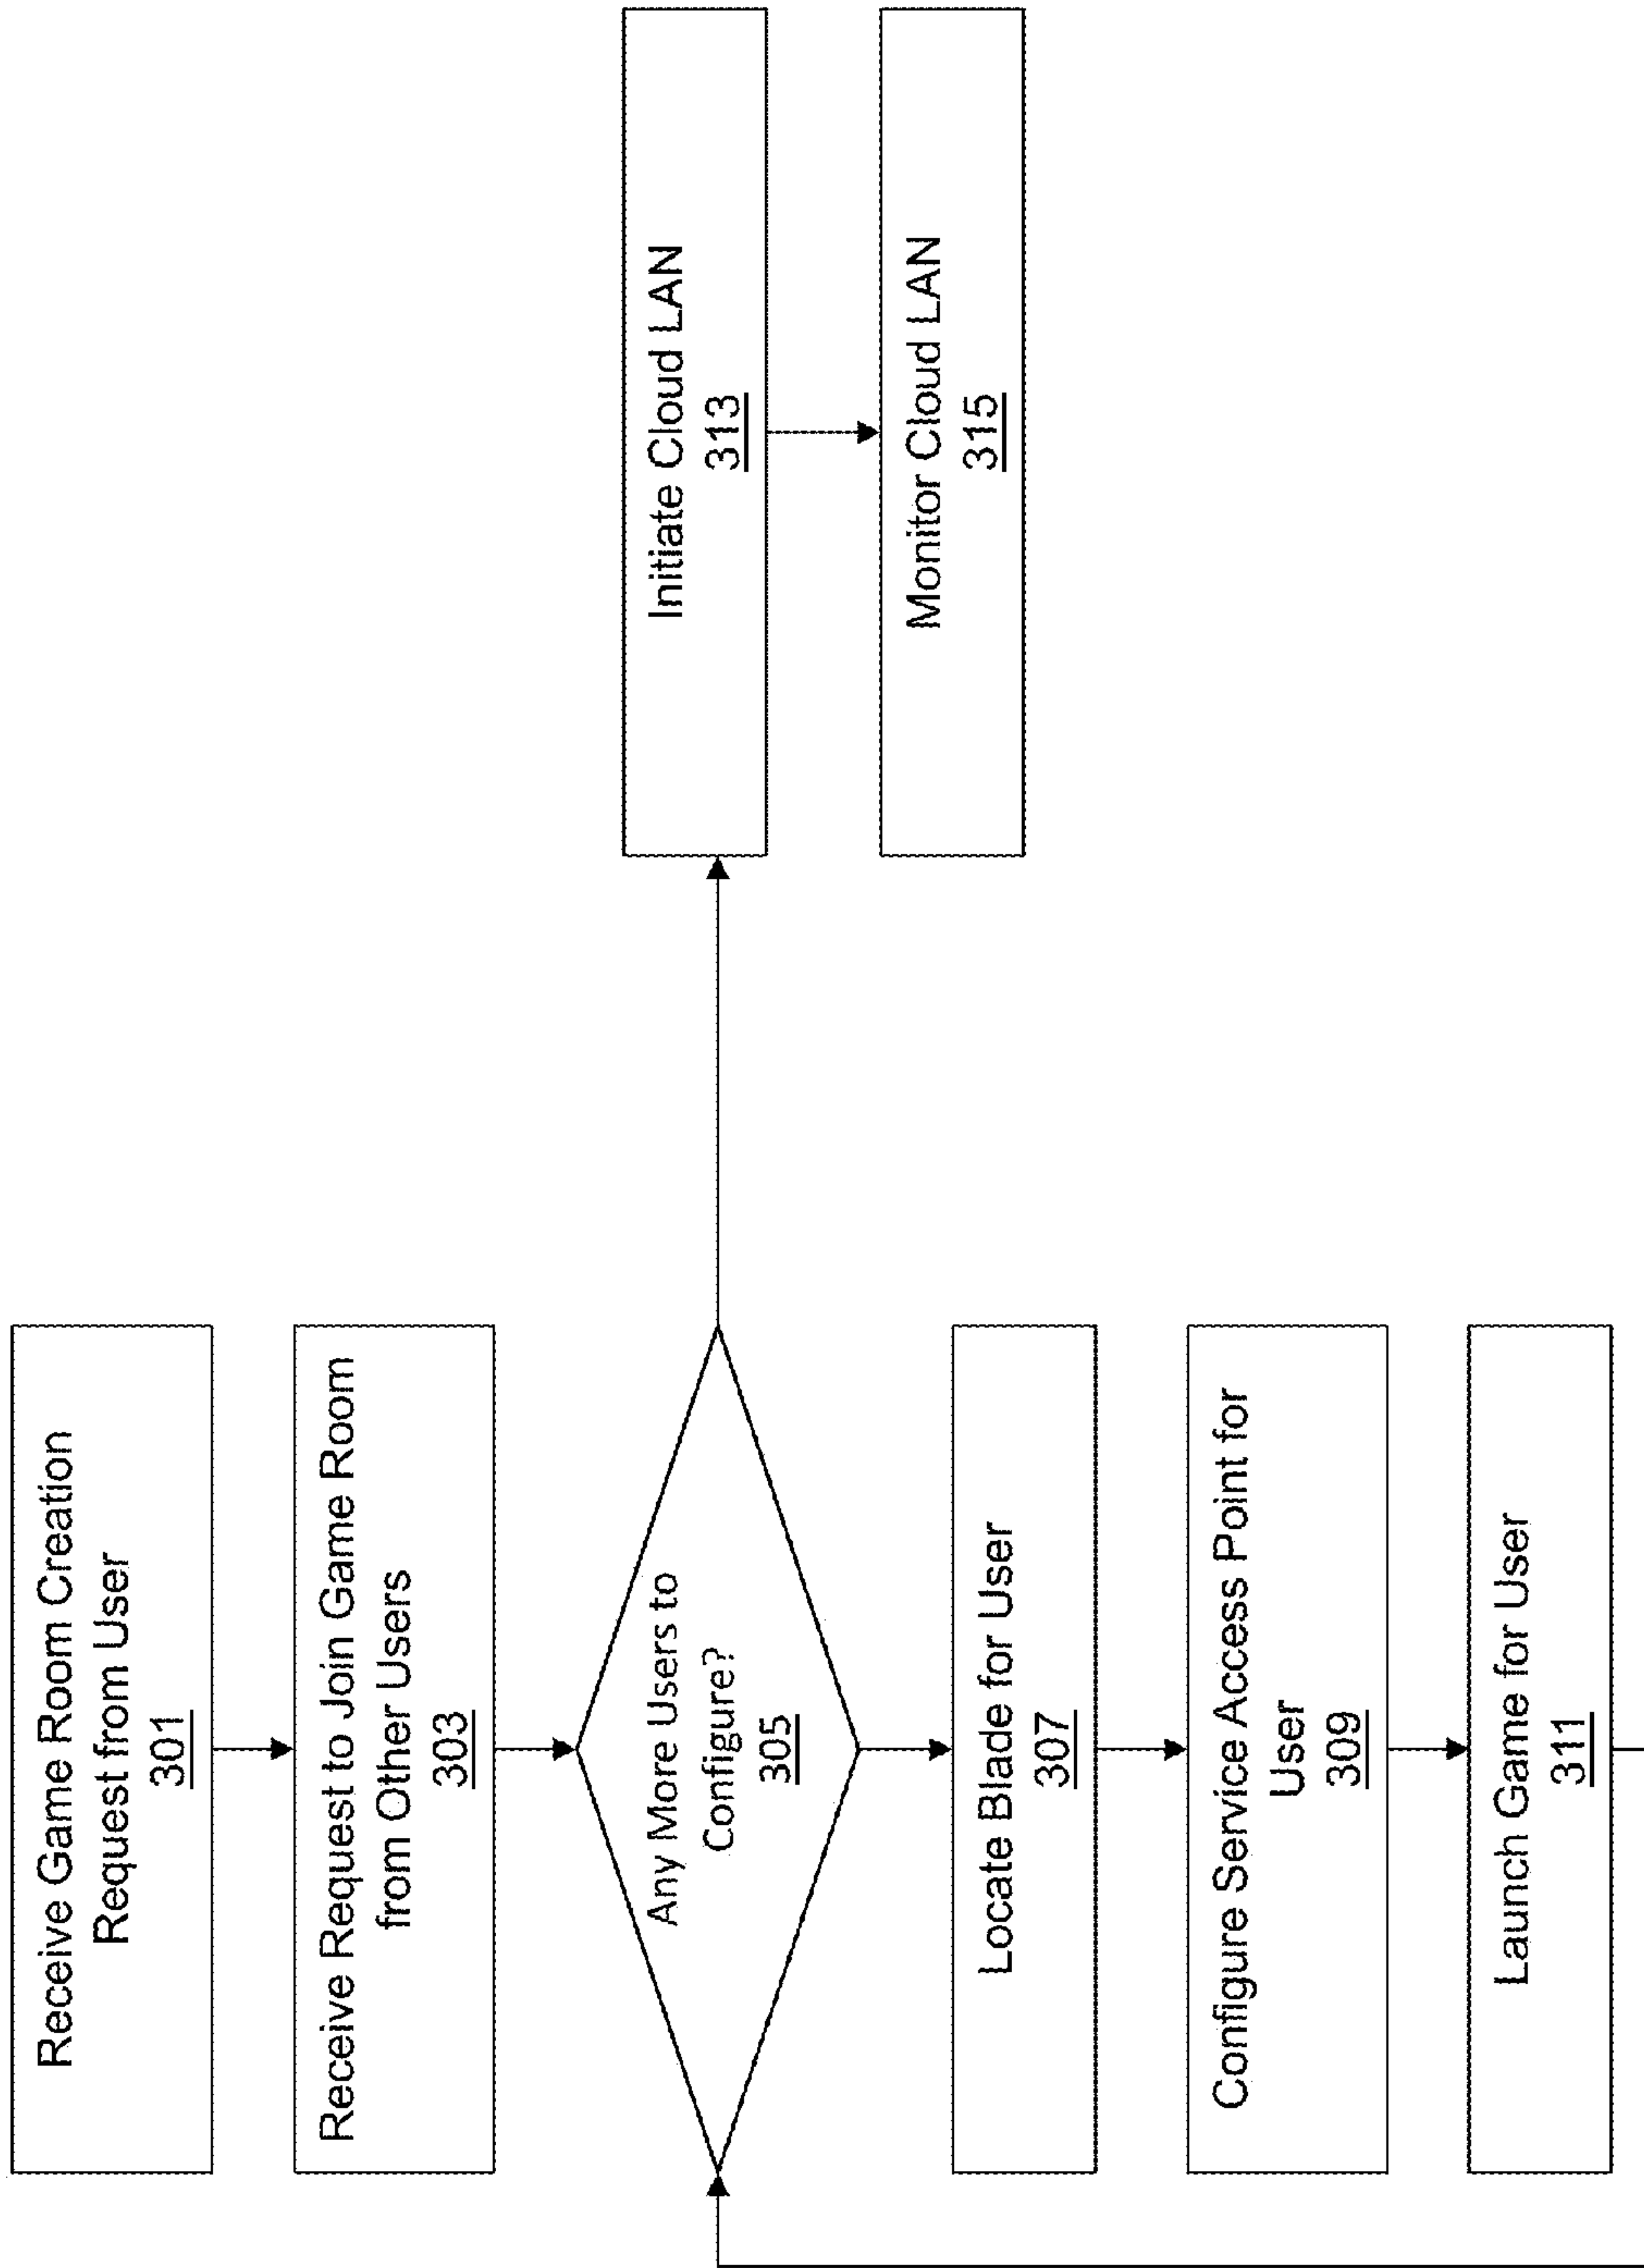 Receive Game Room Creation
Request from User
301
Receive Request to Join Game Room
from Other Users
303
Any More Users to
Configure?
305
Locate Blade for User
307
Configure Service Access Point for
User
309
Launch Game for User
311
Initiate Cloud LAN
313
Monitor Cloud LAN
315